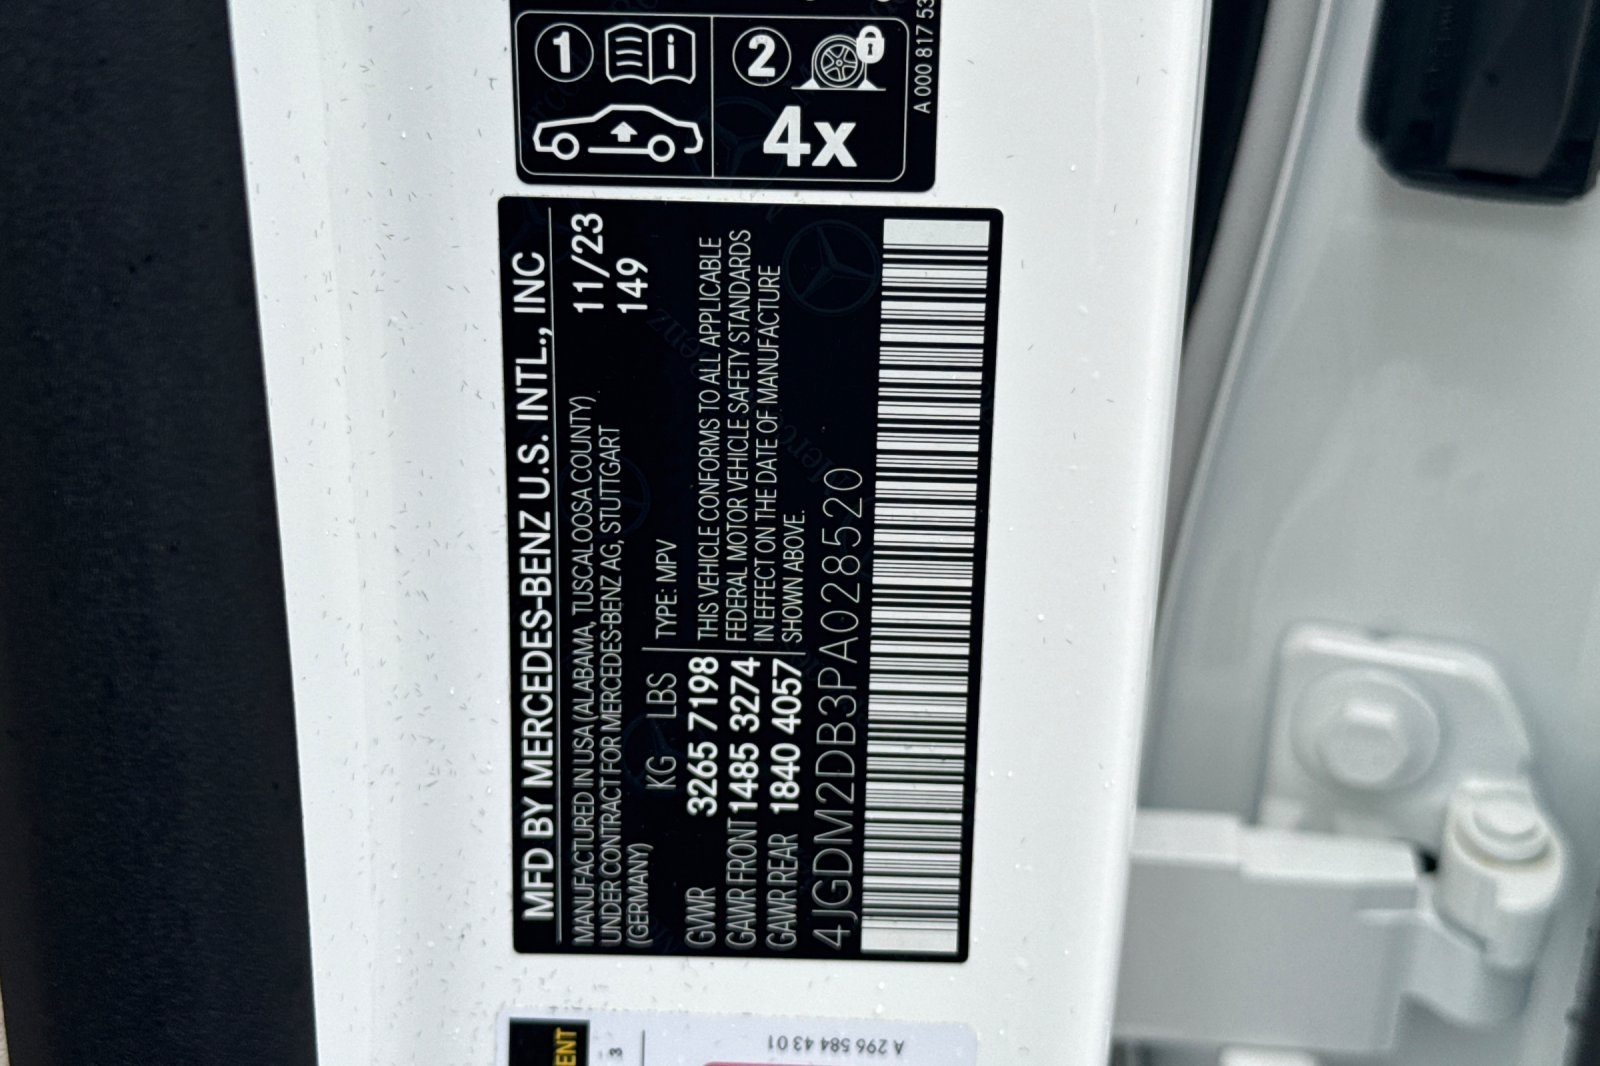 1
i
2
4x
A 000 817 53
MFD BY MERCEDES-BENZ U.S. INTL., INC
MANUFACTURED IN USA (ALABAMA, TUSCALOOSA COUNTY)
UNDER CONTRACT FOR MERCEDES-BENZ AG, STUTTGART
(GERMANY)
11/23
149
KG LBS
GVWR 3265 7198
GAWR FRONT 1485 3274
GAWR REAR 1840 4057
TYPE: MPV
THIS VEHICLE CONFORMS TO ALL APPLICABLE
FEDERAL MOTOR VEHICLE SAFETY STANDARDS
IN EFFECT ON THE DATE OF MANUFACTURE
SHOWN ABOVE.
4JGDM2DB3PA028520
A 296 584 43 01